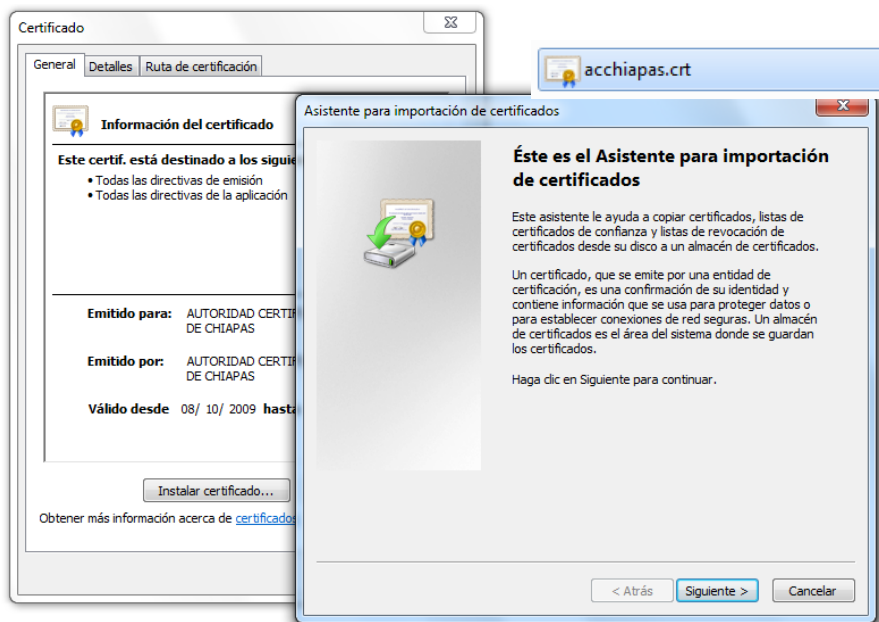 Certificado
General
Detalles
Ruta de certificación
Información del certificado
Este certif. está destinado a los
• Todas las directivas de emisión
• Todas las directivas de la aplicación
Emitido para: AUTORIDAD
DE CHIAPAS
Emitido por: AUTORIDAD
DE CHIAPAS
Válido desde 08/ 10/ 2009 hasta
Instalar certificado...
Obtener más información acerca de certificados
acchiapas.crt
Asistente para importación de certificados
Éste es el Asistente para importación
de certificados
Este asistente le ayuda a copiar certificados, listas de
certificados de confianza y listas de revocación de
certificados desde su disco a un almacén de certificados.
Un certificado, que se emite por una entidad de
certificación, es una confirmación de su identidad y
contiene información que se usa para proteger datos o
para establecer conexiones de red seguras. Un almacén
de certificados es el área del sistema donde se guardan
los certificados.
Haga clic en Siguiente para continuar.
< Atrás
Siguiente >
Cancelar